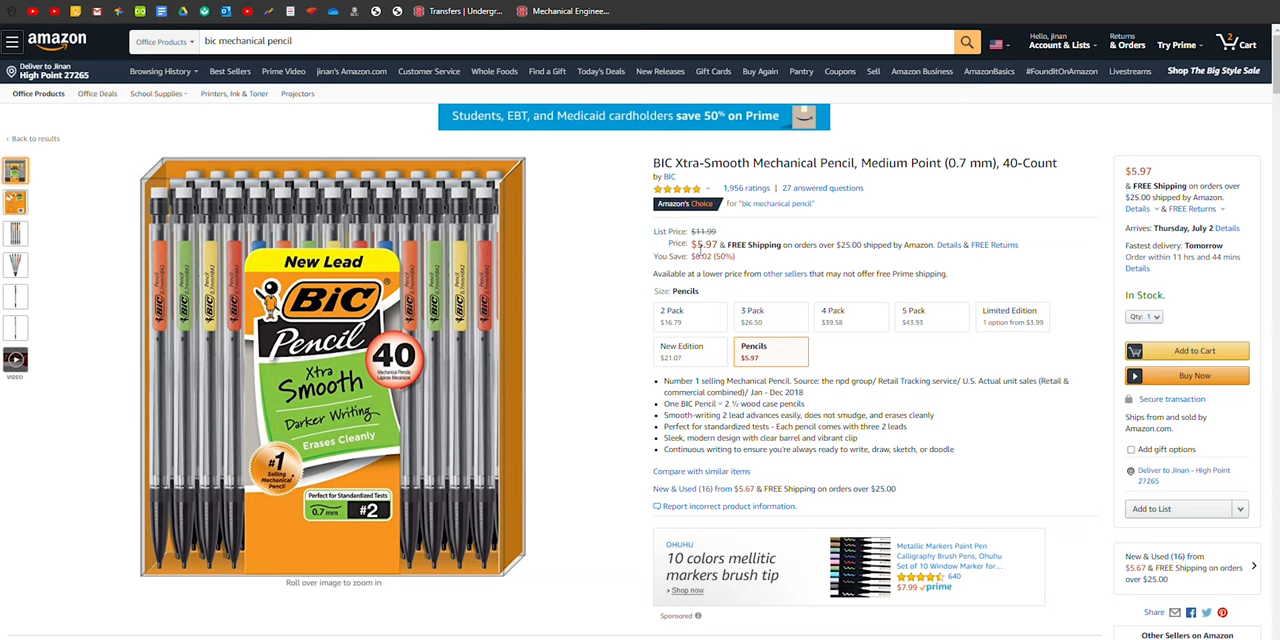 Transfers | Undergr...
Mechanical Enginee...
amazon
Office Products
bic mechanical pencil
Hello, jinan
Account & Lists
Returns
& Orders
Try Prime
2
Cart
Deliver to Jinan
High Point 27265
Browsing History
Best Sellers
Prime Video
jinan's Amazon.com
Customer Service
Whole Foods
Find a Gift
Today's Deals
New Releases
Gift Cards
Buy Again
Pantry
Coupons
Sell
Amazon Business
AmazonBasics
#FoundItOnAmazon
Livestreams
Shop The Big Style Sale
Office Products
Office Deals
School Supplies
Printers, Ink & Toner
Projectors
Students, EBT, and Medicaid cardholders save 50% on Prime
‹ Back to results
VIDEO
New Lead
BIC
Pencil
Xtra
Smooth
Darker Writing
Erases Cleanly
40
Mechanical Pencils
#1
Selling
Mechanical
Pencil
Perfect for Standardized Tests
0.7 mm
#2
Roll over image to zoom in
BIC Xtra-Smooth Mechanical Pencil, Medium Point (0.7 mm), 40-Count
by BIC
1,956 ratings | 27 answered questions
Amazon's Choice for "bic mechanical pencil"
List Price: $11.99
Price: $5.97 & FREE Shipping on orders over $25.00 shipped by Amazon. Details & FREE Returns
You Save: $6.02 (50%)
Available at a lower price from other sellers that may not offer free Prime shipping.
Size: Pencils
2 Pack
$16.79
3 Pack
$26.50
4 Pack
$39.58
5 Pack
$43.93
Limited Edition
1 option from $3.99
New Edition
$21.07
Pencils
$5.97
• Number 1 selling Mechanical Pencil. Source: the npd group/ Retail Tracking service/ U.S. Actual unit sales (Retail &
commercial combined)/ Jan - Dec 2018
• One BIC Pencil = 2 ½ wood case pencils
• Smooth-writing 2 lead advances easily, does not smudge, and erases cleanly
• Perfect for standardized tests - Each pencil comes with three 2 leads
• Sleek, modern design with clear barrel and vibrant clip
• Continuous writing to ensure you're always ready to write, draw, sketch, or doodle
Compare with similar items
New & Used (16) from $5.67 & FREE Shipping on orders over $25.00
Report incorrect product information.
OHUHU
10 colors mellitic
markers brush tip
› Shop now
Metallic Markers Paint Pen
Calligraphy Brush Pens, Ohuhu
Set of 10 Window Marker for...
640
$7.99 prime
Sponsored
$5.97
& FREE Shipping on orders over
$25.00 shipped by Amazon.
Details & FREE Returns
Arrives: Thursday, July 2 Details
Fastest delivery: Tomorrow
Order within 11 hrs and 44 mins
Details
In Stock.
Qty: 1
Add to Cart
Buy Now
Secure transaction
Ships from and sold by
Amazon.com.
Add gift options
Deliver to Jinan - High Point
27265
Add to List
New & Used (16) from
$5.67 & FREE Shipping on orders
over $25.00
Share
Other Sellers on Amazon